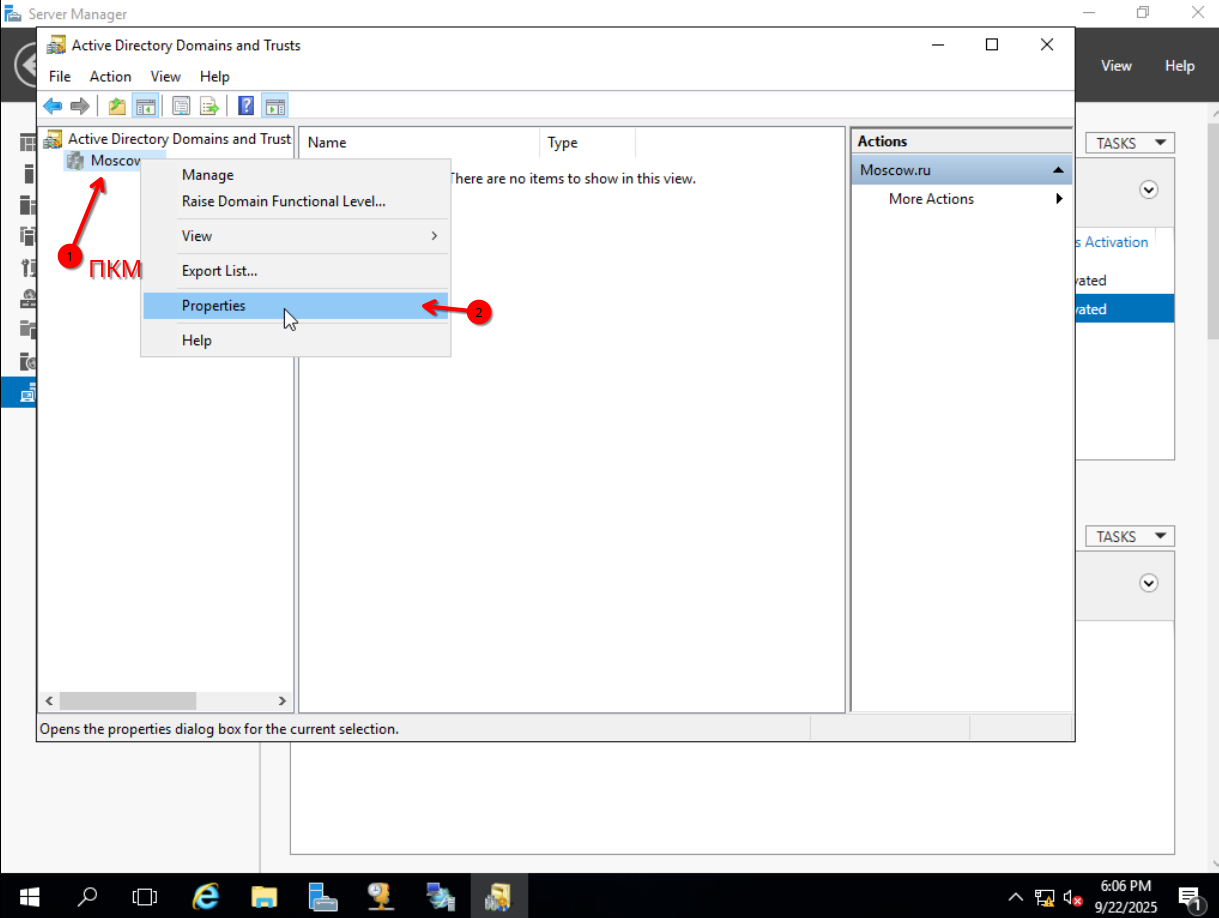 Server Manager
Active Directory Domains and Trusts
File Action View Help
View Help
Active Directory Domains and Trust
Moscow
Name Type
There are no items to show in this view.
Actions
Moscow.ru
More Actions
Manage
Raise Domain Functional Level...
View
Export List...
Properties
Help
1
ПКМ
2
TASKS
s Activation
vated
vated
TASKS
Opens the properties dialog box for the current selection.
6:06 PM
9/22/2025
1